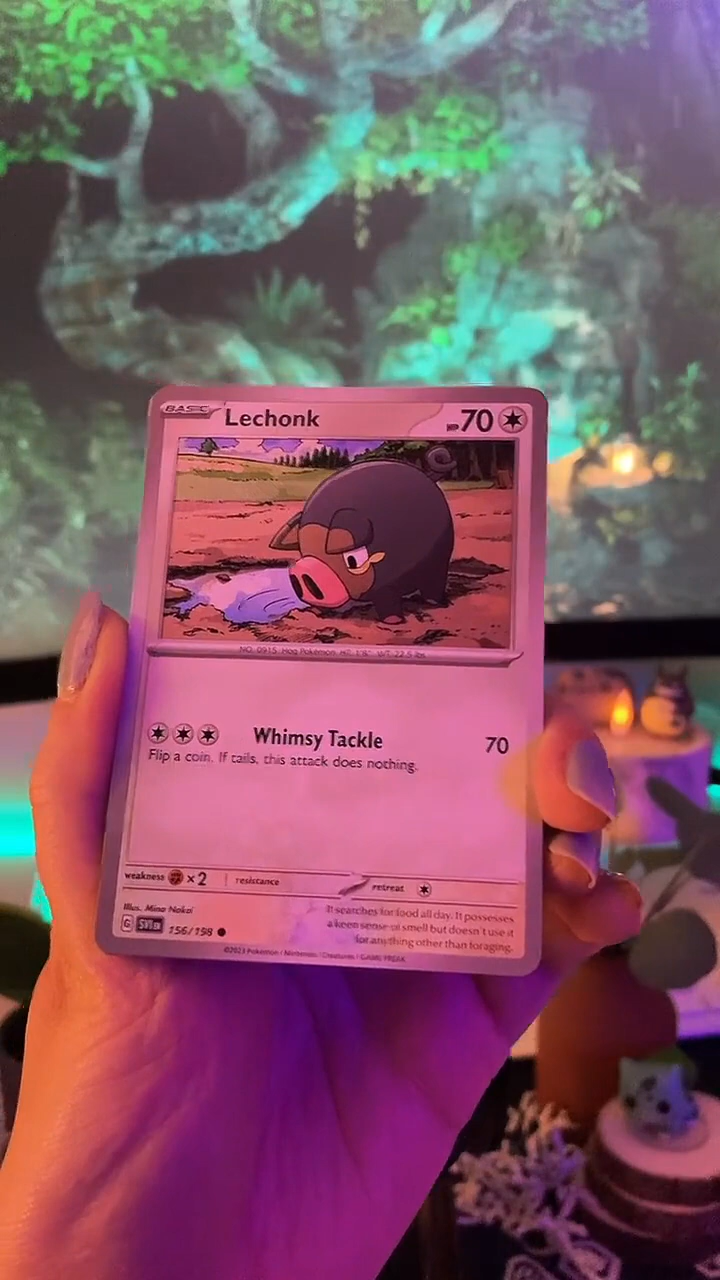 BASIC Lechonk HP 70
NO. 0915 Hog Pokémon HT: 1'8" WT: 22.5 lbs.
Whimsy Tackle 70
Flip a coin. If tails, this attack does nothing.
weakness ×2 resistance retreat
Illus. Mina Nakai
It searches for food all day. It possesses
a keen sense of smell but doesn't use it
for anything other than foraging.
G SVI EN 156/198
©2023 Pokémon / Nintendo / Creatures / GAME FREAK